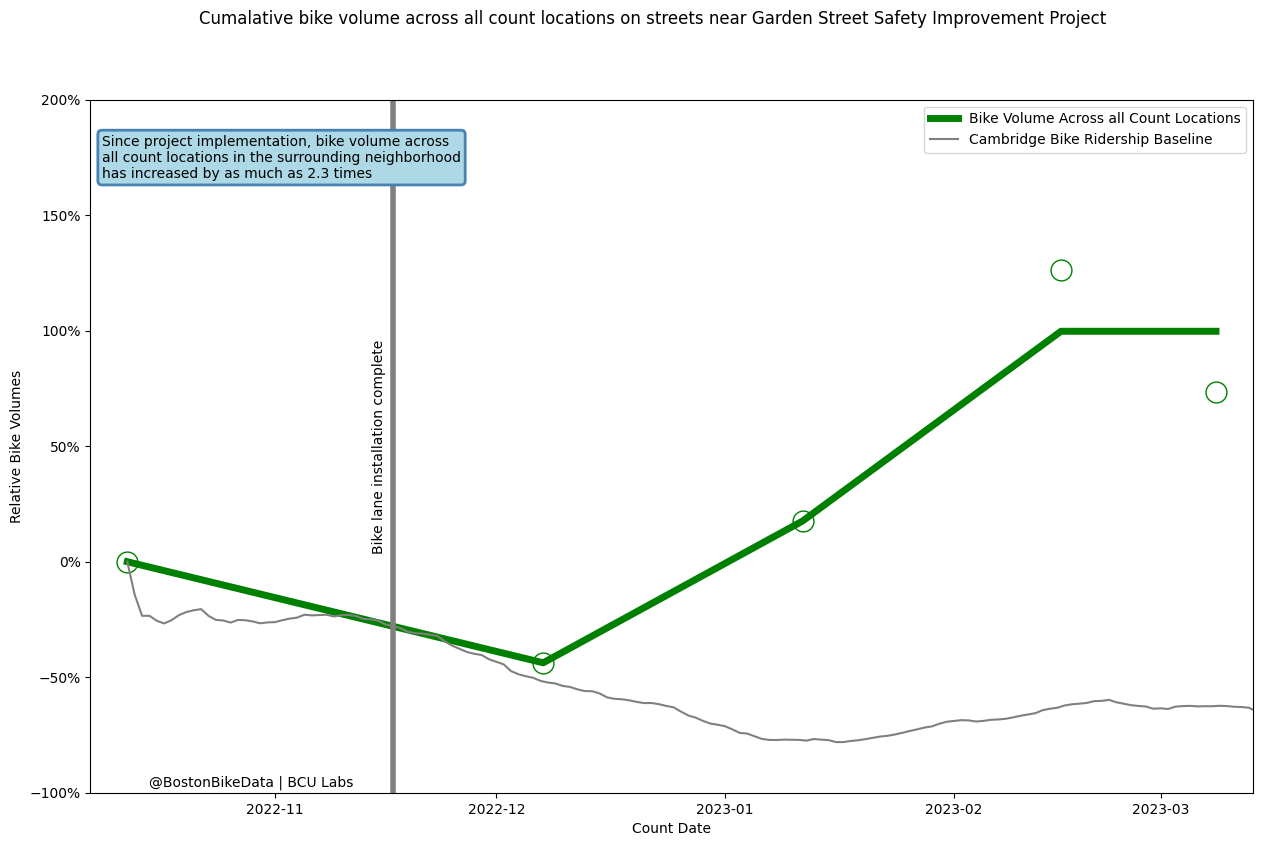 Cumalative bike volume across all count locations on streets near Garden Street Safety Improvement Project
200%
150%
100%
50%
0%
−50%
−100%
Relative Bike Volumes
Since project implementation, bike volume across
all count locations in the surrounding neighborhood
has increased by as much as 2.3 times
Bike Volume Across all Count Locations
Cambridge Bike Ridership Baseline
Bike lane installation complete
@BostonBikeData | BCU Labs
2022-11
2022-12
2023-01
2023-02
2023-03
Count Date